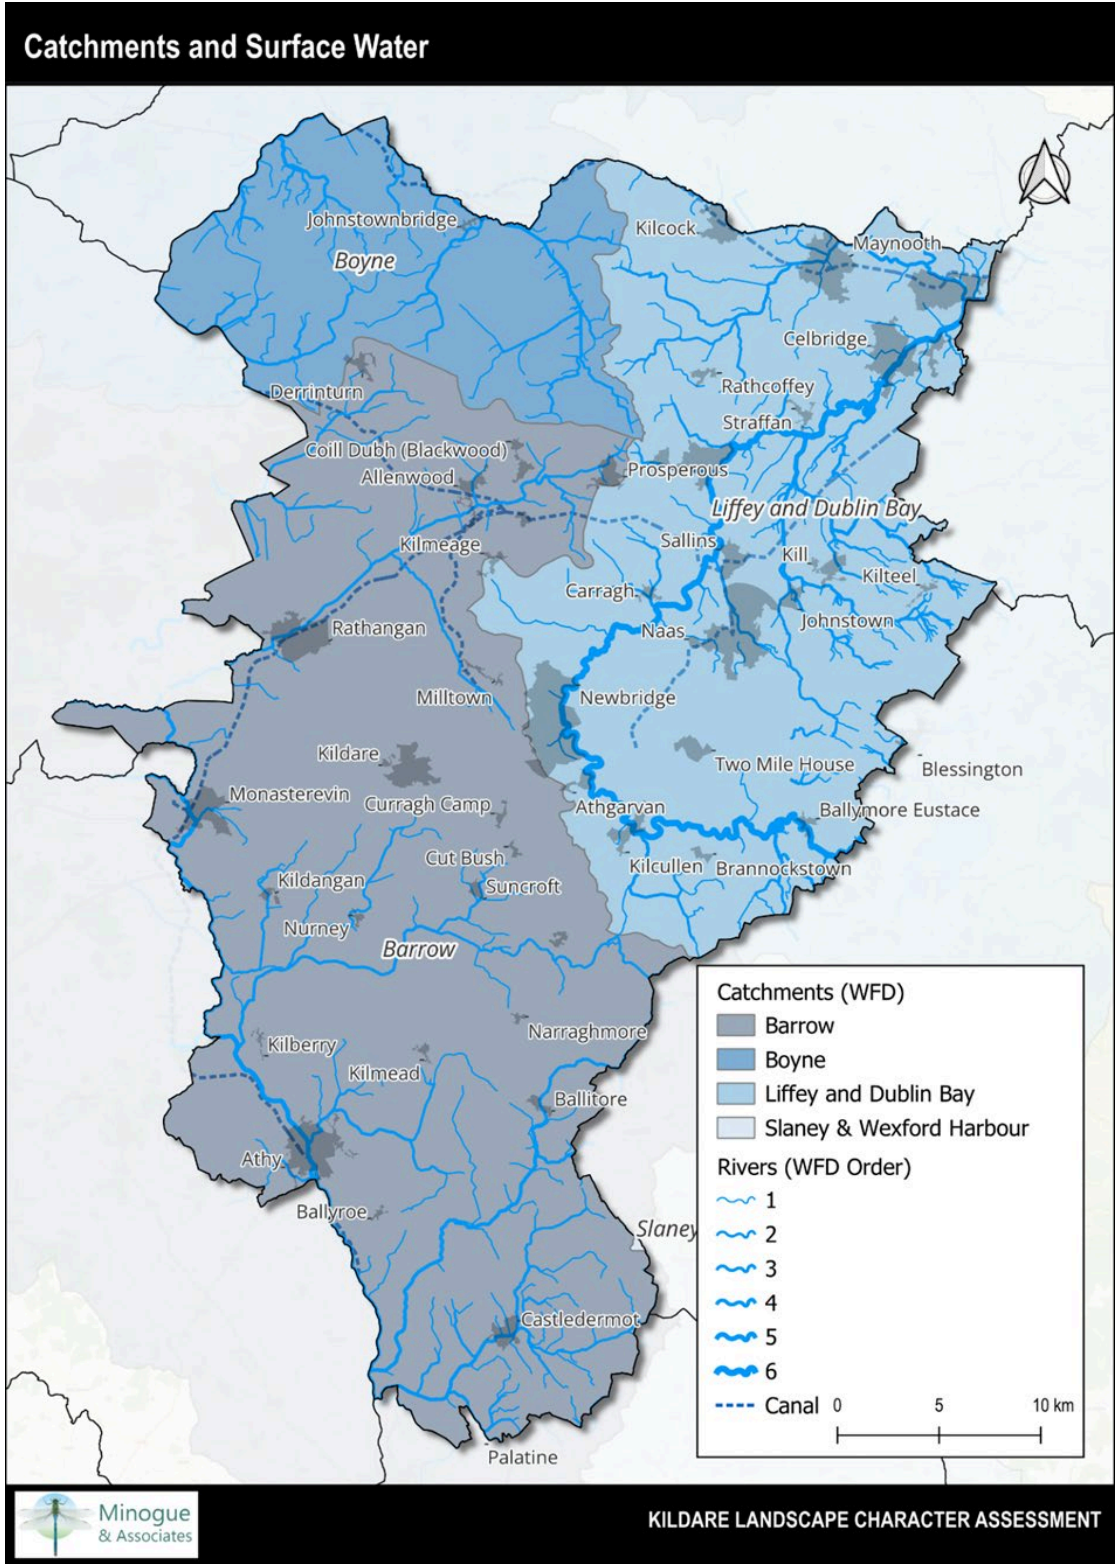 Catchments and Surface Water
Johnstownbridge
Boyne
Kilcock
Maynooth
Celbridge
Rathcoffey
Derrinturn
Straffan
Coill Dubh (Blackwood)
Prosperous
Allenwood
Liffey and Dublin Bay
Sallins
Kilmeage
Kill
Kilteel
Carragh
Johnstown
Rathangan
Naas
Milltown
Newbridge
Kildare
Two Mile House
Blessington
Monasterevin
Curragh Camp
Athgarvan
Ballymore Eustace
Cut Bush
Kilcullen
Brannockstown
Kildangan
Suncroft
Nurney
Barrow
Narraghmore
Kilberry
Kilmead
Ballitore
Athy
Ballyroe
Slaney
Castledermot
Palatine
Catchments (WFD)
Barrow
Boyne
Liffey and Dublin Bay
Slaney & Wexford Harbour
Rivers (WFD Order)
1
2
3
4
5
6
Canal
0 5 10 km
Minogue
& Associates
KILDARE LANDSCAPE CHARACTER ASSESSMENT